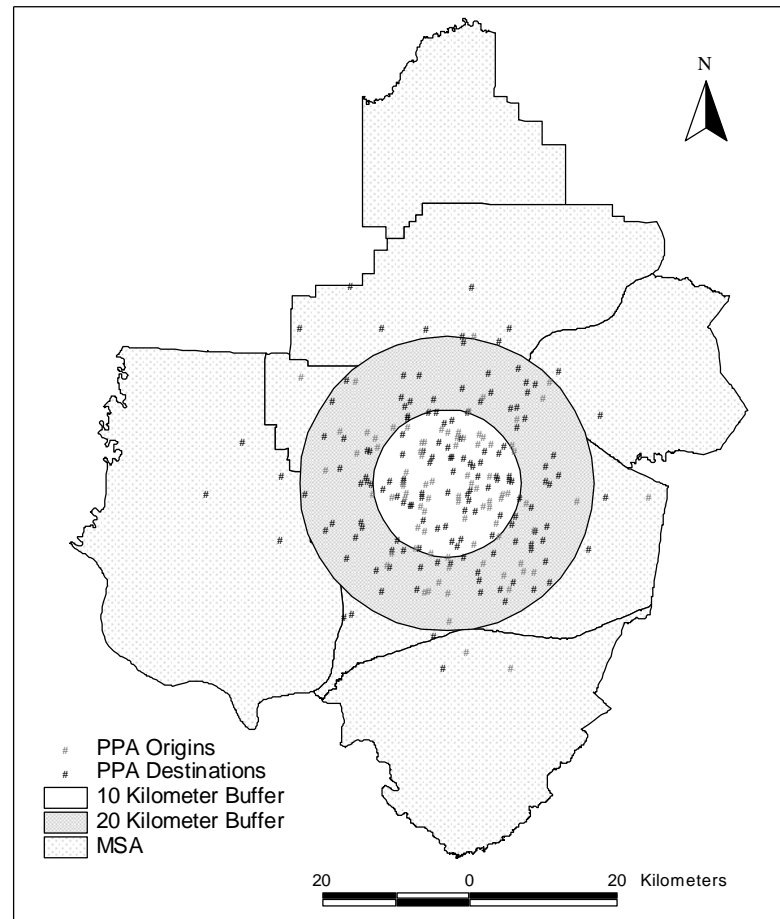 N
PPA Origins
PPA Destinations
10 Kilometer Buffer
20 Kilometer Buffer
MSA
20 0 20 Kilometers